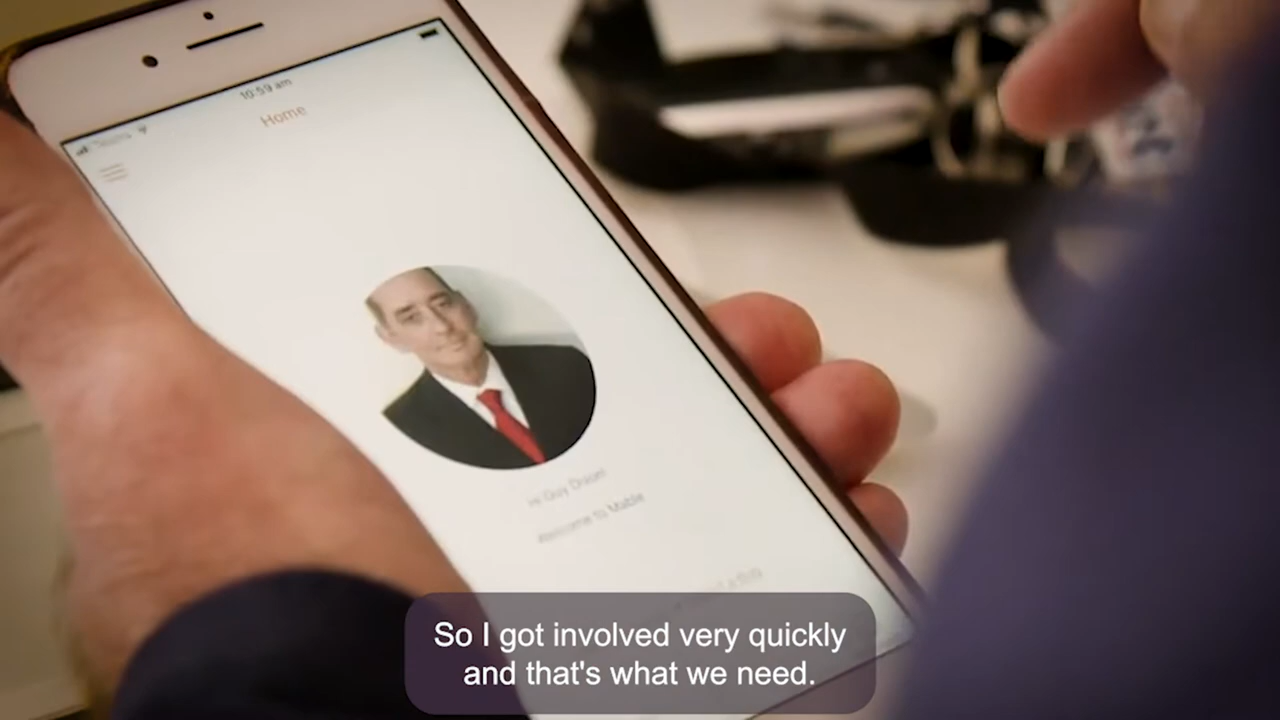 10:59 am
Home
Hi Guy
Welcome to Mable
So I got involved very quickly
and that's what we need.